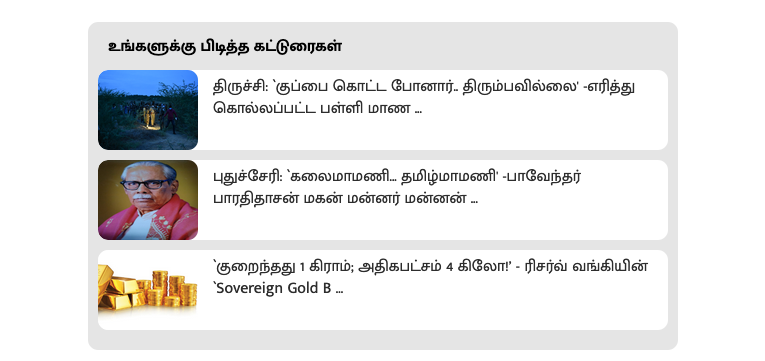 உங்களுக்கு பிடித்த கட்டுரைகள்
திருச்சி: `குப்பை கொட்ட போனார்.. திரும்பவில்லை' -எரித்து
கொல்லப்பட்ட பள்ளி மாண ...
புதுச்சேரி: `கலைமாமணி... தமிழ்மாமணி' -பாவேந்தர்
பாரதிதாசன் மகன் மன்னர் மன்னன் ...
`குறைந்தது 1 கிராம்; அதிகபட்சம் 4 கிலோ!’ - ரிசர்வ் வங்கியின்
`Sovereign Gold B ...